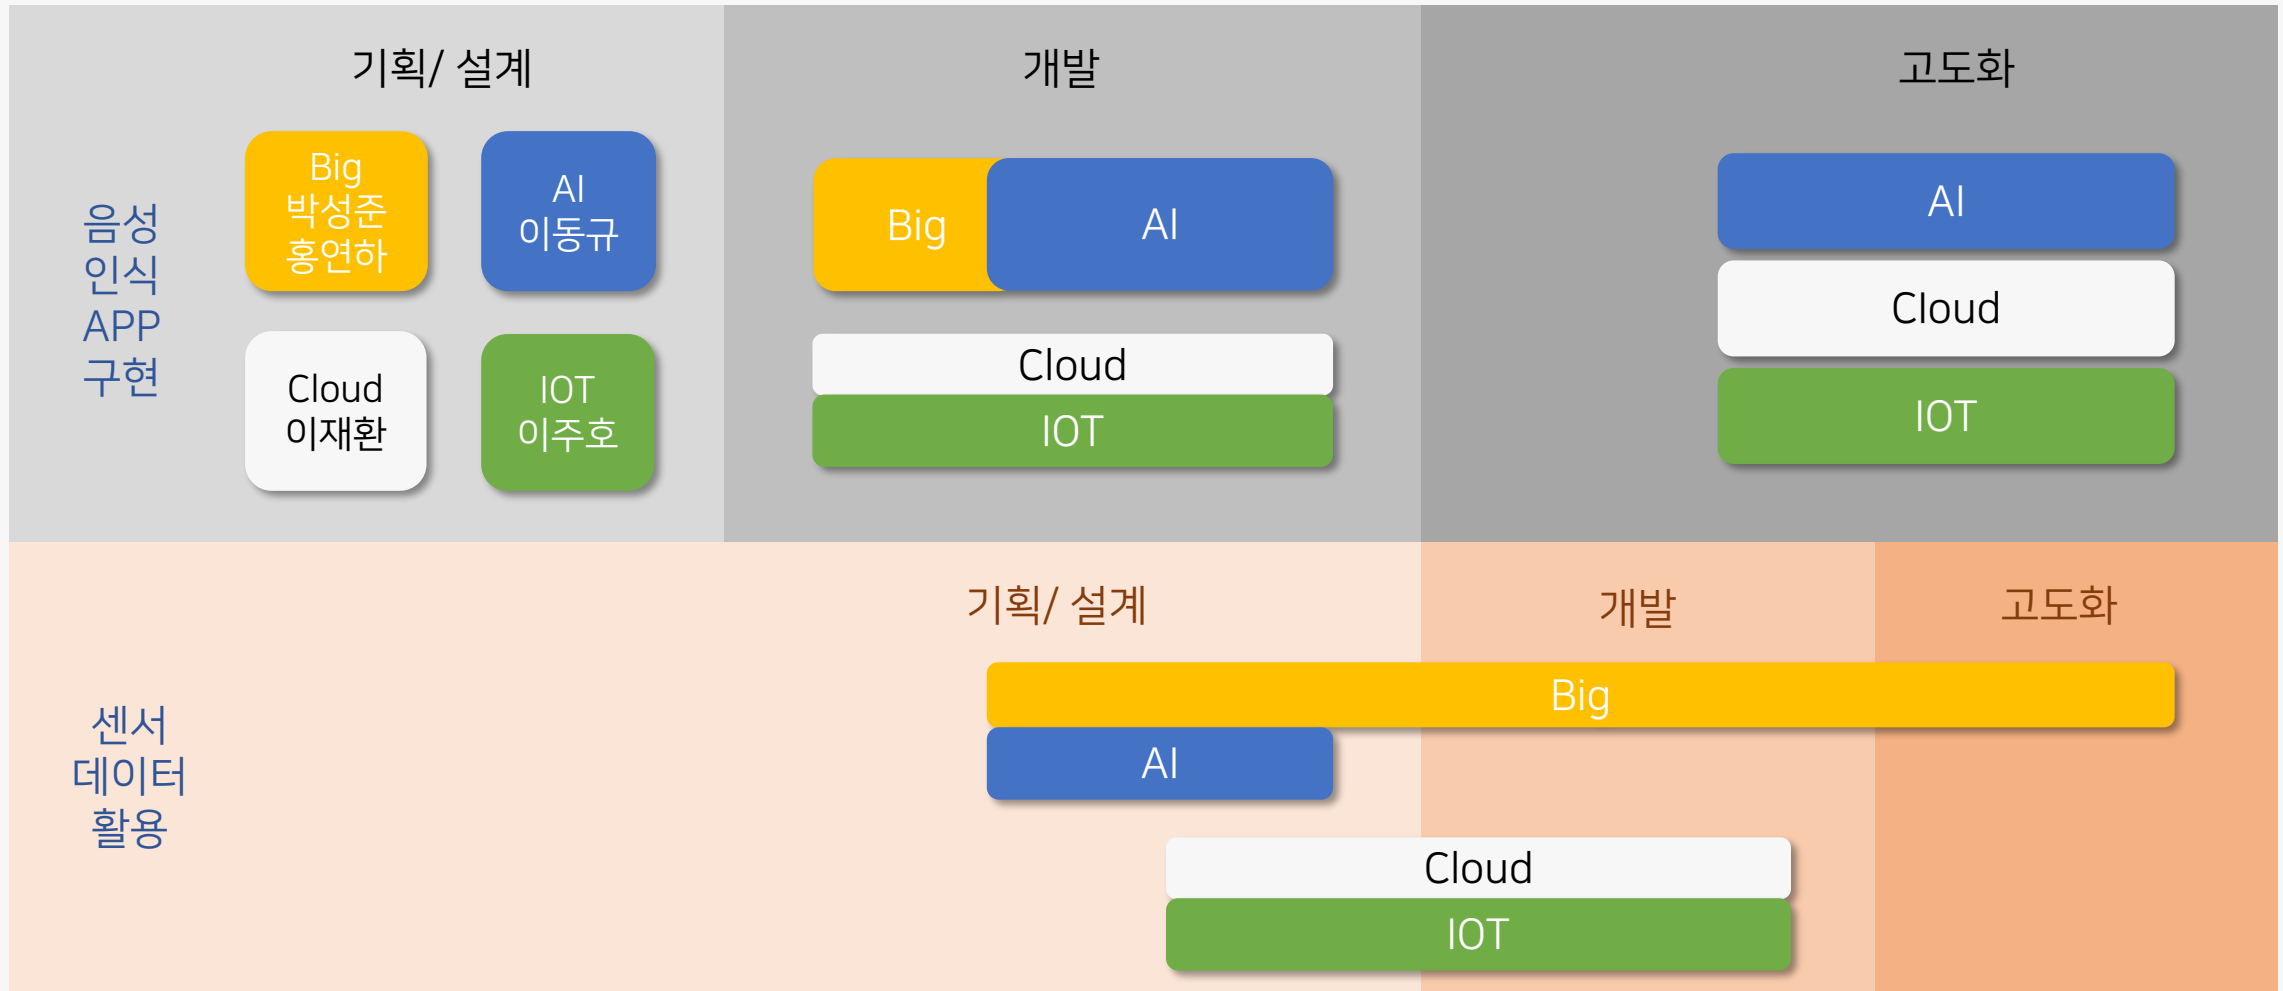 기획/ 설계
개발
고도화
음성
인식
APP
구현
Big
박성준
홍연하
AI
이동규
Cloud
이재환
IOT
이주호
Big
AI
Cloud
IOT
AI
Cloud
IOT
기획/ 설계
개발
고도화
센서
데이터
활용
Big
AI
Cloud
IOT